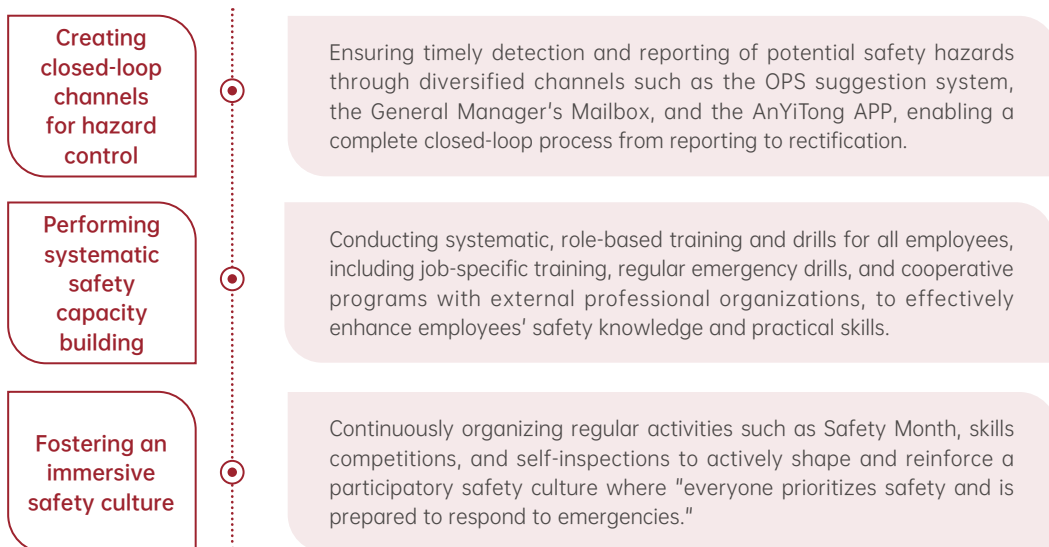 Creating
closed-loop
channels
for hazard
control
Ensuring timely detection and reporting of potential safety hazards
through diversified channels such as the OPS suggestion system,
the General Manager's Mailbox, and the AnYiTong APP, enabling a
complete closed-loop process from reporting to rectification.
Performing
systematic
safety
capacity
building
Conducting systematic, role-based training and drills for all employees,
including job-specific training, regular emergency drills, and cooperative
programs with external professional organizations, to effectively
enhance employees' safety knowledge and practical skills.
Fostering an
immersive
safety culture
Continuously organizing regular activities such as Safety Month, skills
competitions, and self-inspections to actively shape and reinforce a
participatory safety culture where "everyone prioritizes safety and is
prepared to respond to emergencies."